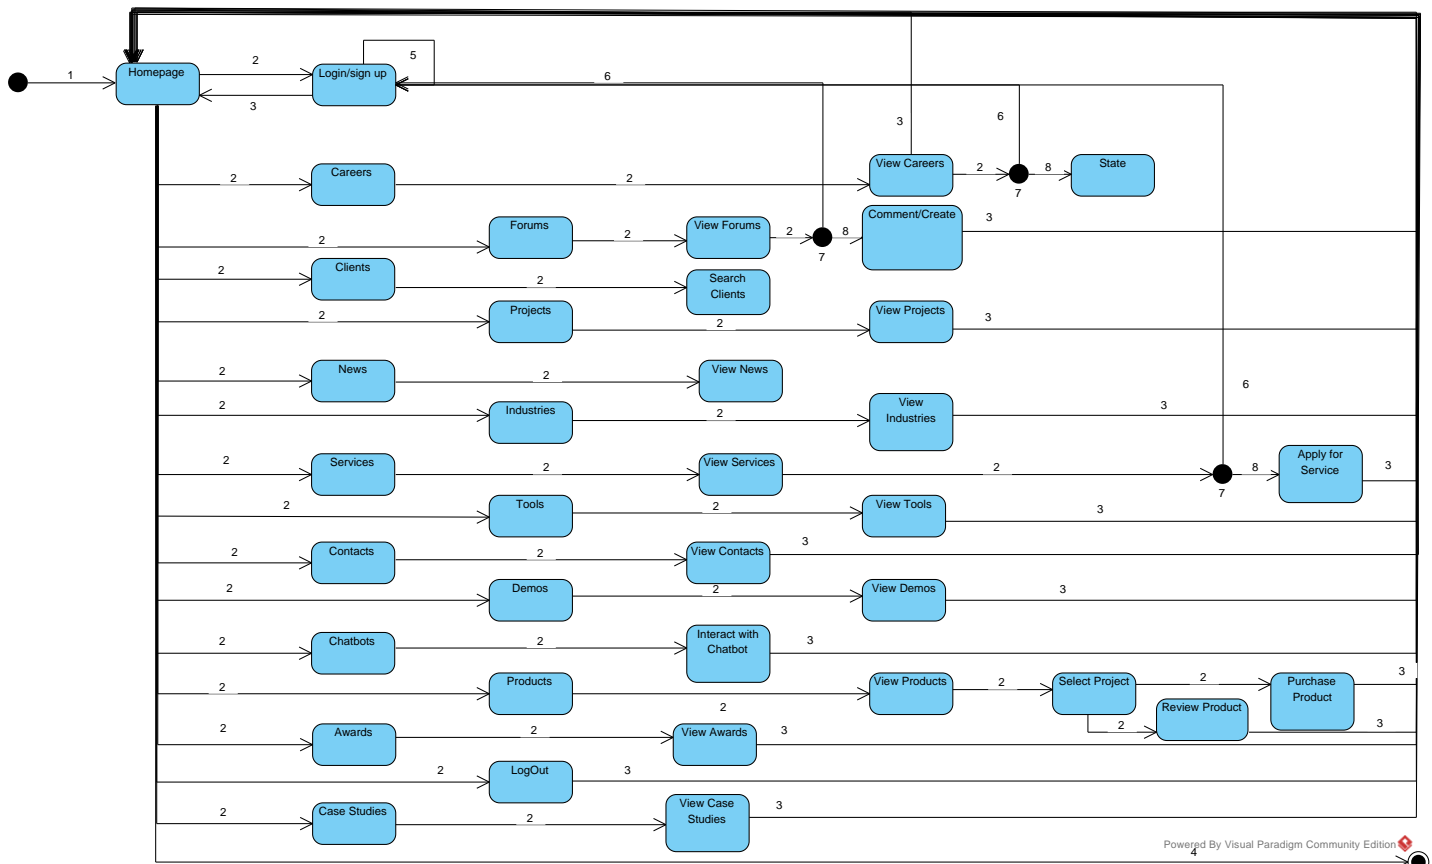 5
1
Homepage
2
Login/sign up
6
3
6
3
Careers
2
2
View Careers
2
8
State
7
Comment/Create
3
2
Forums
2
View Forums
2
8
7
2
Clients
2
Search
Clients
2
Projects
2
View Projects
3
2
News
2
View News
6
2
Industries
2
View
Industries
3
2
Services
2
View Services
2
8
7
Apply for
Service
3
2
Tools
2
View Tools
3
2
Contacts
2
View Contacts
3
2
Demos
2
View Demos
3
2
Chatbots
2
Interact with
Chatbot
3
2
Products
2
View Products
2
Select Project
2
Purchase
Product
3
2
Review Product
3
2
Awards
2
View Awards
3
2
LogOut
3
2
Case Studies
2
View Case
Studies
3
Powered By Visual Paradigm Community Edition
4